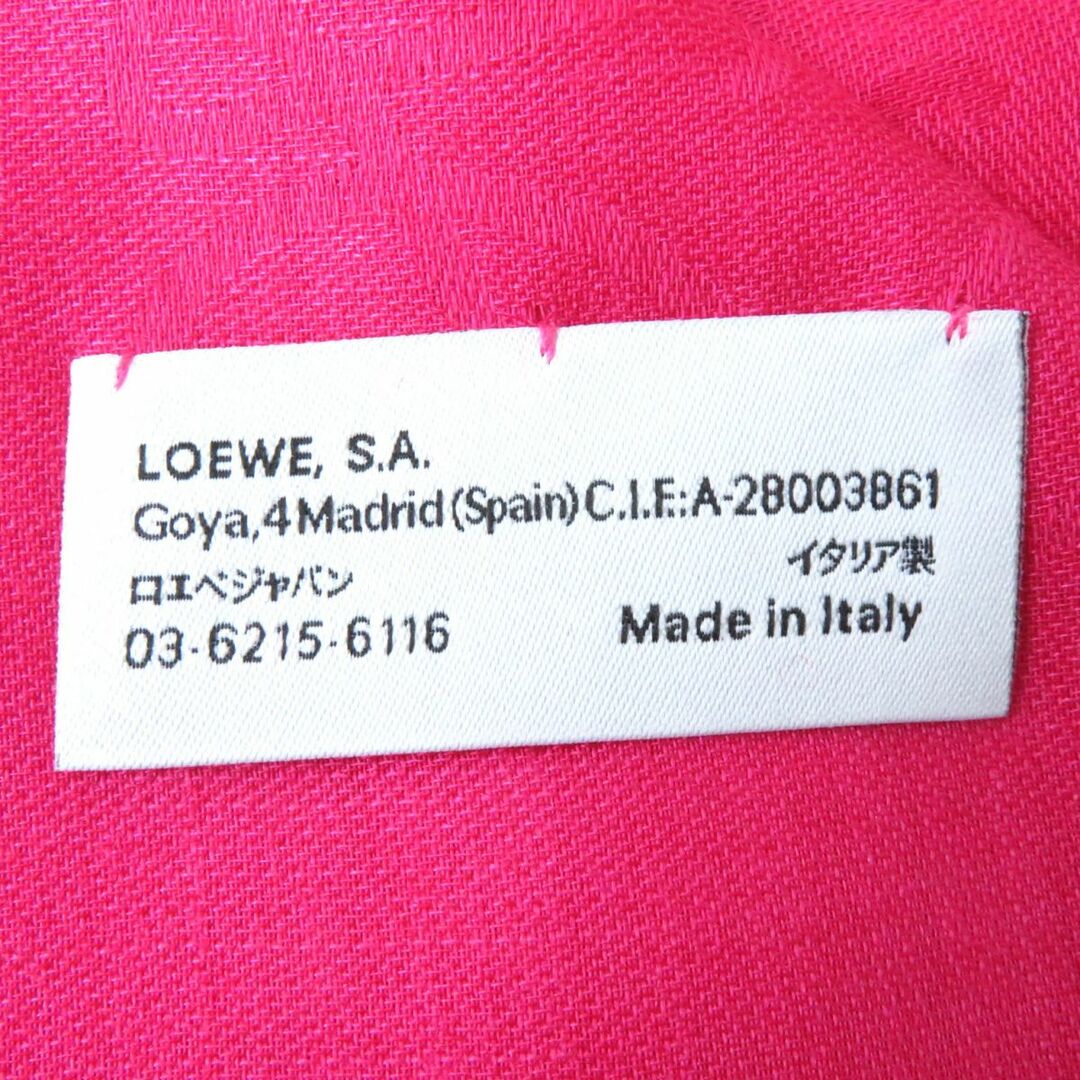 LOEWE, S.A.
Goya, 4 Madrid (Spain) C.I.F.: A-28003861
ロエベジャパン イタリア製
03-6215-6116 Made in Italy